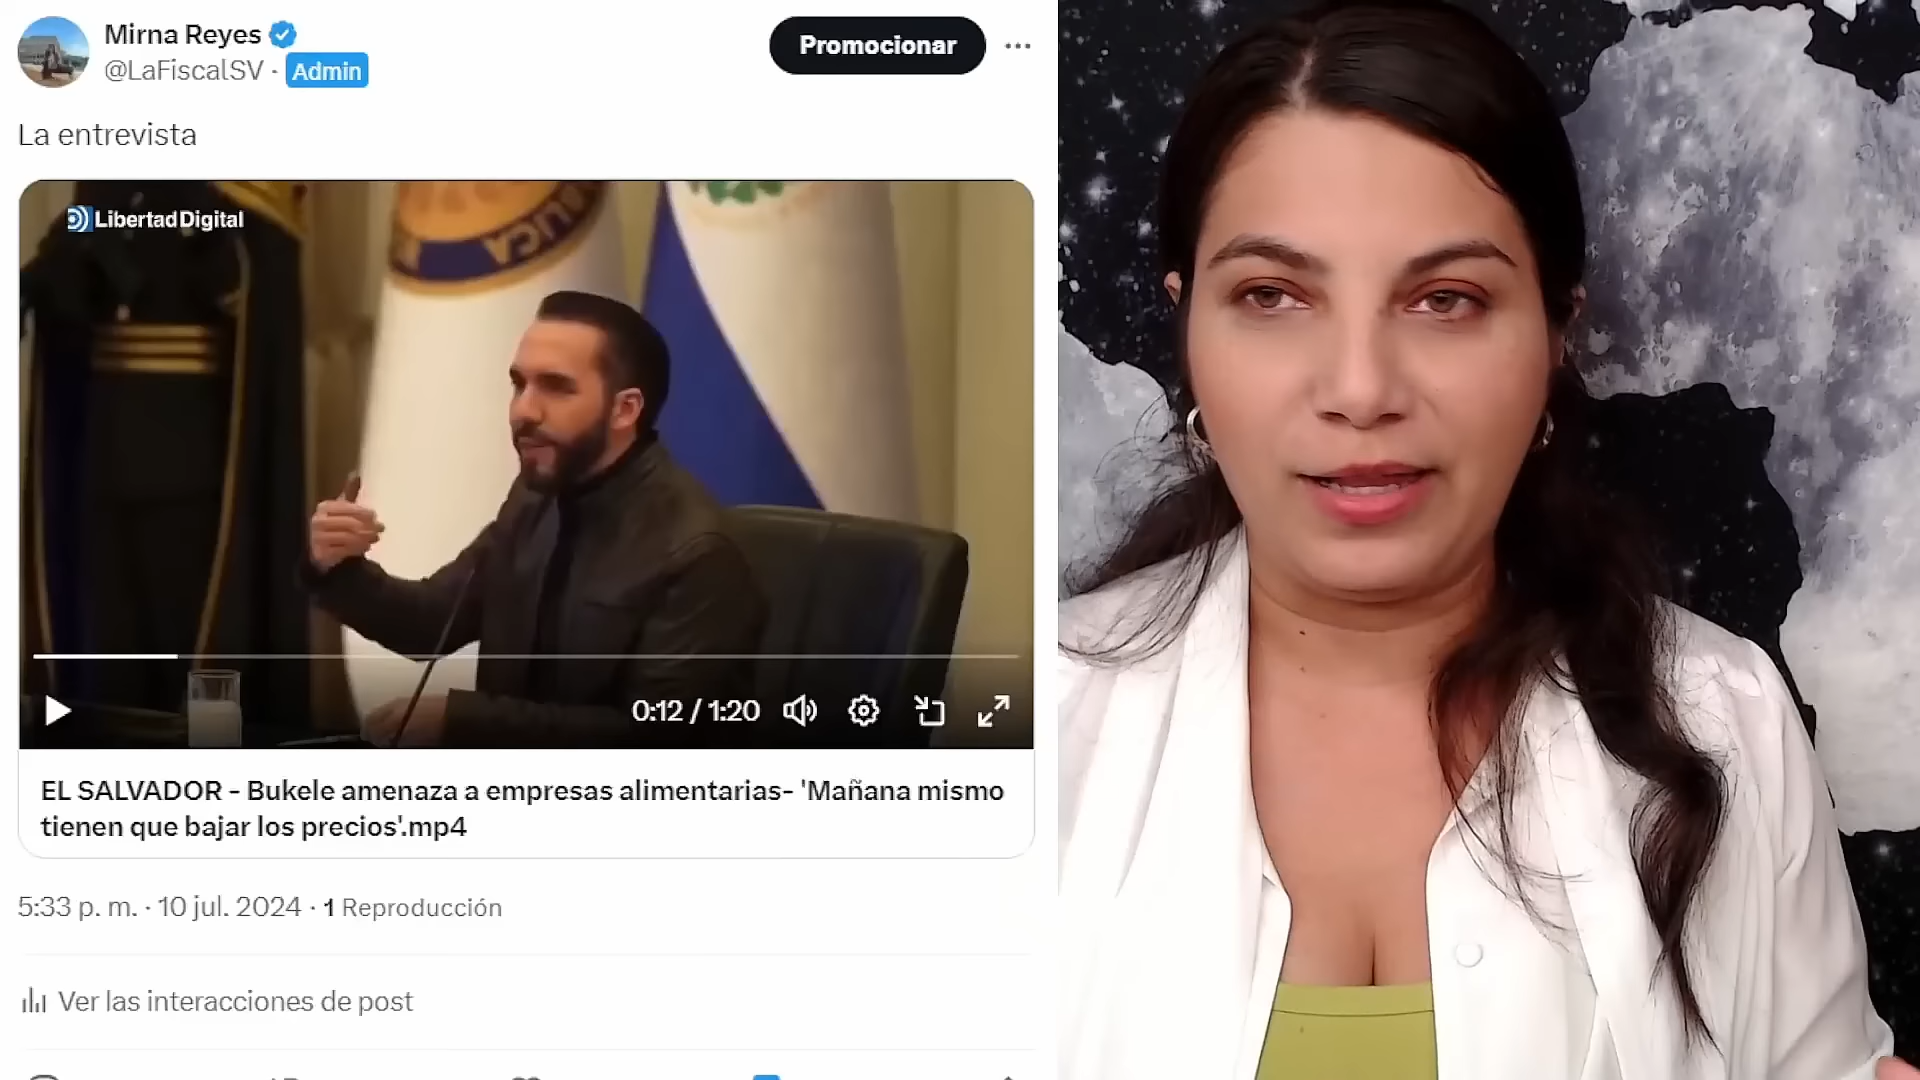 Mirna Reyes
@LaFiscalSV · Admin
Promocionar
La entrevista
LibertadDigital
0:12 / 1:20
EL SALVADOR - Bukele amenaza a empresas alimentarias- 'Mañana mismo
tienen que bajar los precios'.mp4
5:33 p. m. · 10 jul. 2024 · 1 Reproducción
Ver las interacciones de post